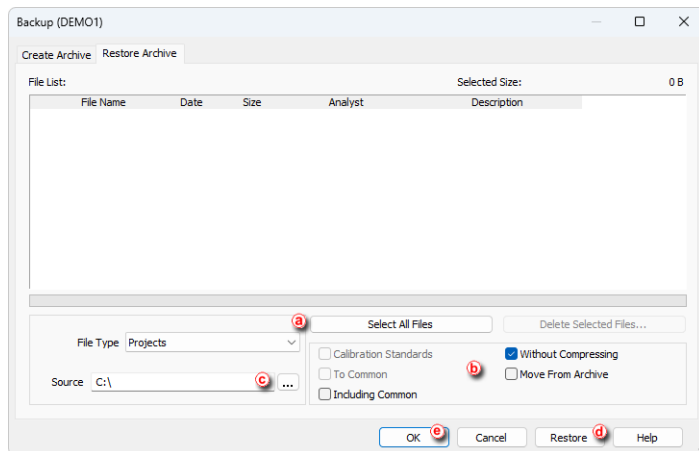 Backup (DEMO1)
Create Archive Restore Archive
File List: Selected Size: 0 B
File Name Date Size Analyst Description
a Select All Files Delete Selected Files...
File Type Projects
Calibration Standards Without Compressing
To Common b Move From Archive
Source C:\ c ...
Including Common
OK e Cancel Restore d Help